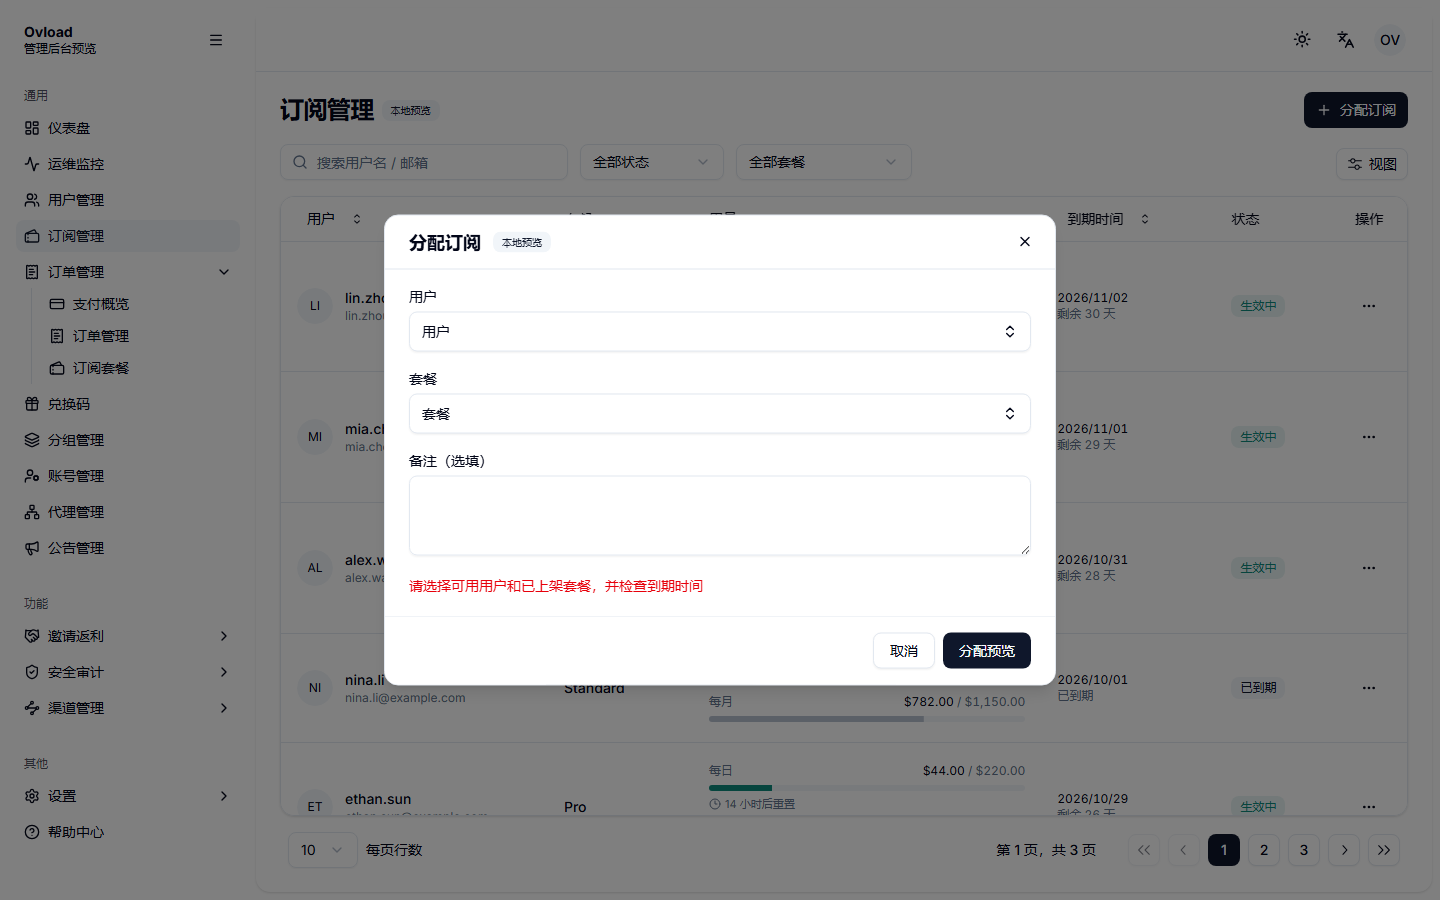 Ovload
管理后台预览
OV
通用
仪表盘
运维监控
用户管理
订阅管理
订单管理
支付概览
订单管理
订阅套餐
兑换码
分组管理
账号管理
代理管理
公告管理
功能
邀请返利
安全审计
渠道管理
其他
设置
帮助中心
订阅管理 本地预览
分配订阅
搜索用户名 / 邮箱
全部状态
全部套餐
视图
用户
到期时间
状态
操作
LI
lin.zho
lin.zhou
2026/11/02
剩余 30 天
生效中
MI
mia.ch
mia.che
2026/11/01
剩余 29 天
生效中
AL
alex.w
alex.wa
2026/10/31
剩余 28 天
生效中
NI
nina.li
nina.li@example.com
Standard
每月
$782.00 / $1,150.00
2026/10/01
已到期
已到期
ET
ethan.sun
Pro
每日
$44.00 / $220.00
14 小时后重置
2026/10/29
剩余 26 天
生效中
分配订阅 本地预览
用户
用户
套餐
套餐
备注（选填）
请选择可用用户和已上架套餐，并检查到期时间
取消
分配预览
10
每页行数
第 1 页，共 3 页
1
2
3